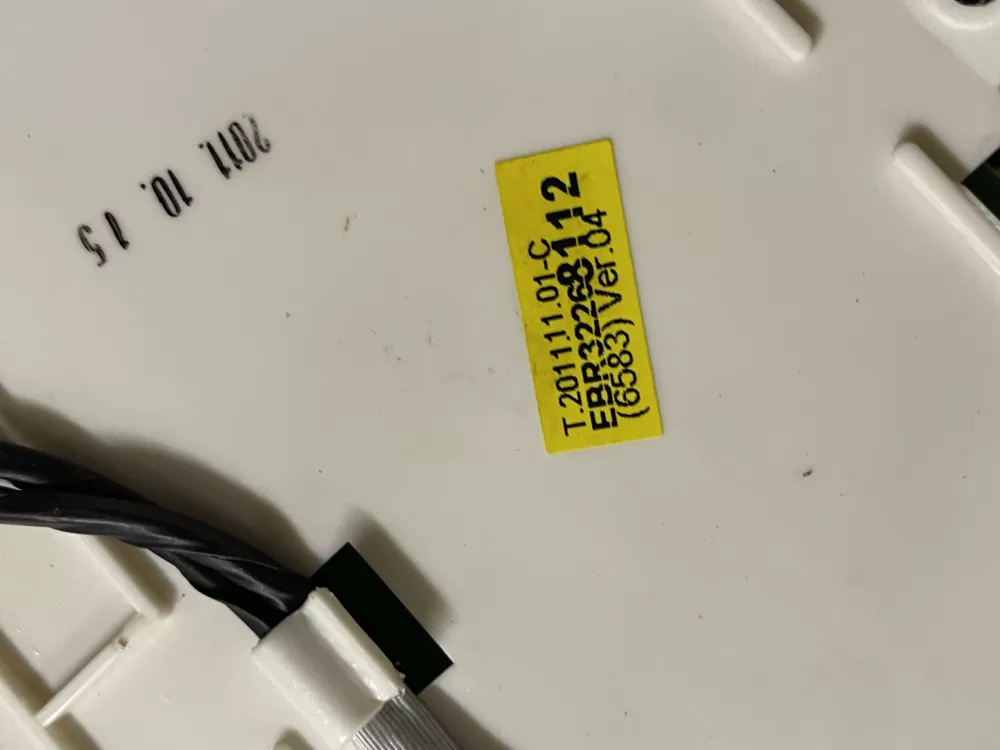 2011. 10. 15
T.2011.11.01-C
EBR32268112
(6583) Ver.04